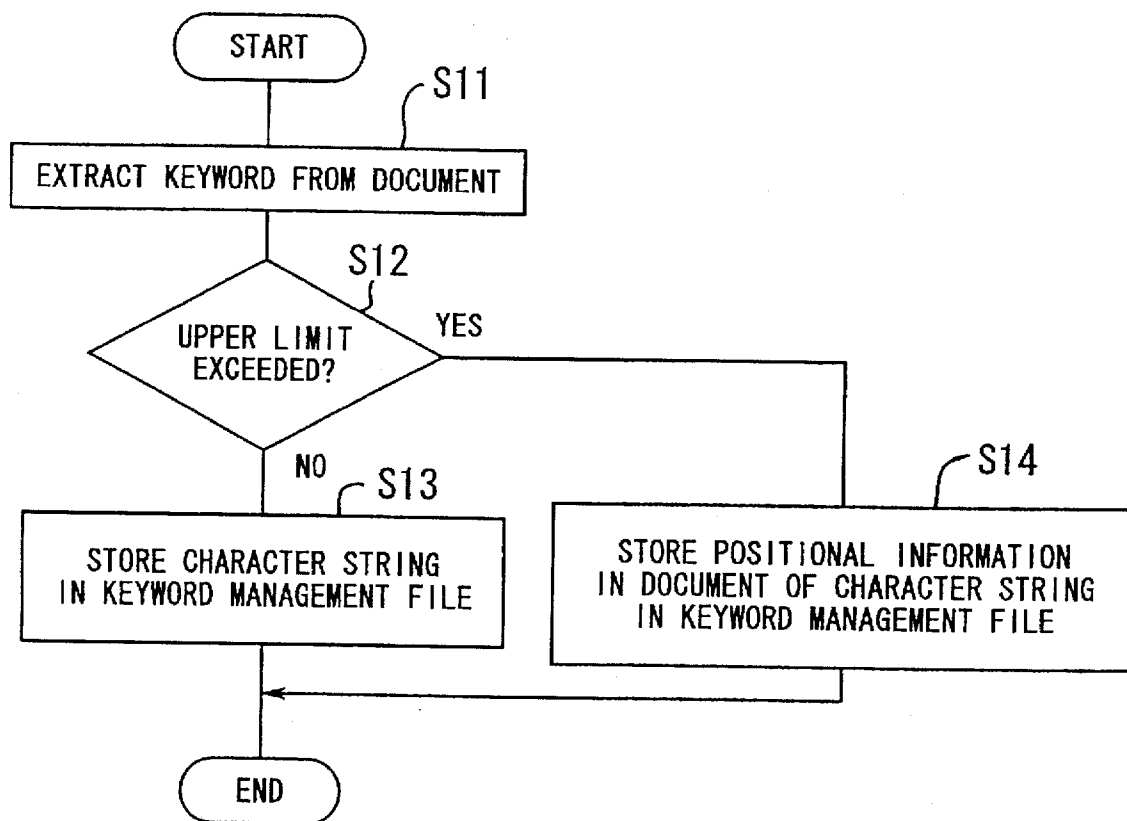 START
S11
EXTRACT KEYWORD FROM DOCUMENT
S12
UPPER LIMIT
EXCEEDED?
YES
NO
S13
STORE CHARACTER STRING
IN KEYWORD MANAGEMENT FILE
S14
STORE POSITIONAL INFORMATION
IN DOCUMENT OF CHARACTER STRING
IN KEYWORD MANAGEMENT FILE
END